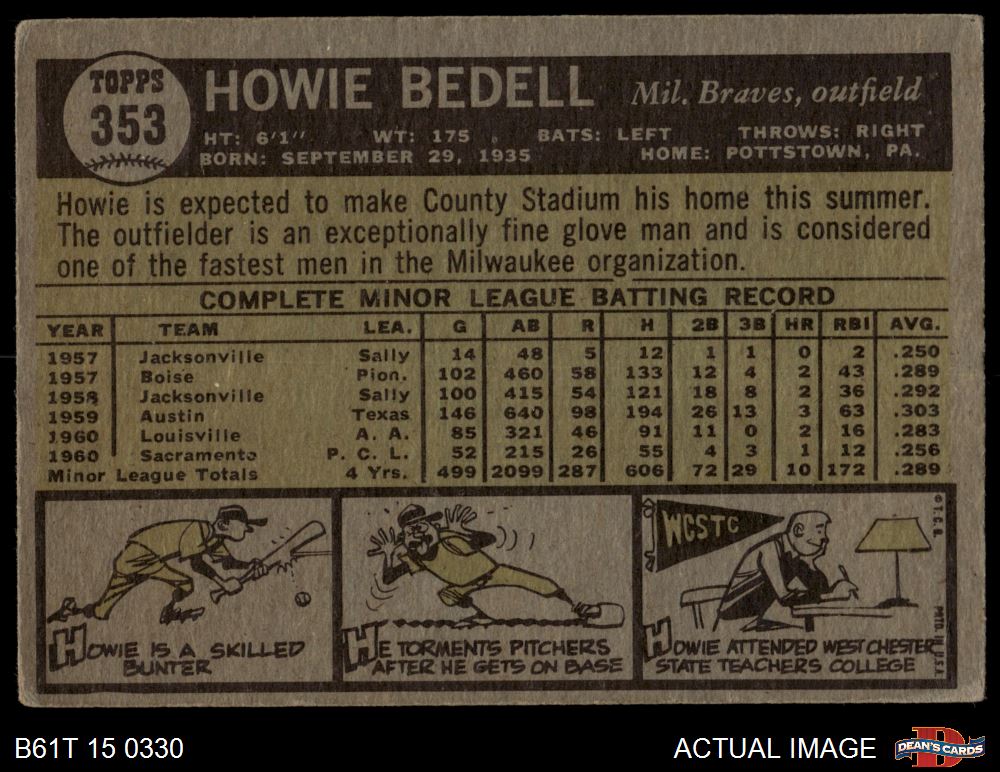 TOPPS
353
HOWIE BEDELL Mil. Braves, outfield
HT: 6'1" WT: 175 BATS: LEFT THROWS: RIGHT
BORN: SEPTEMBER 29, 1935 HOME: POTTSTOWN, PA.
Howie is expected to make County Stadium his home this summer.
The outfielder is an exceptionally fine glove man and is considered
one of the fastest men in the Milwaukee organization.
COMPLETE MINOR LEAGUE BATTING RECORD
YEAR TEAM LEA. G AB R H 2B 3B HR RBI AVG.
1957 Jacksonville Sally 14 48 5 12 1 1 0 2 .250
1957 Boise Pion. 102 460 58 133 12 4 2 43 .289
1958 Jacksonville Sally 100 415 54 121 18 8 2 36 .292
1959 Austin Texas 146 640 98 194 26 13 3 63 .303
1960 Louisville A. A. 85 321 46 91 11 0 2 16 .283
1960 Sacramento P. C. L. 52 215 26 55 4 3 1 12 .256
Minor League Totals 4 Yrs. 499 2099 287 606 72 29 10 172 .289
HOWIE IS A SKILLED
BUNTER
HE TORMENTS PITCHERS
AFTER HE GETS ON BASE
WCSTC
HOWIE ATTENDED WEST CHESTER
STATE TEACHERS COLLEGE
© T.C.G. PRTD. IN U.S.A.
B61T 15 0330
ACTUAL IMAGE
D
DEAN'S CARDS